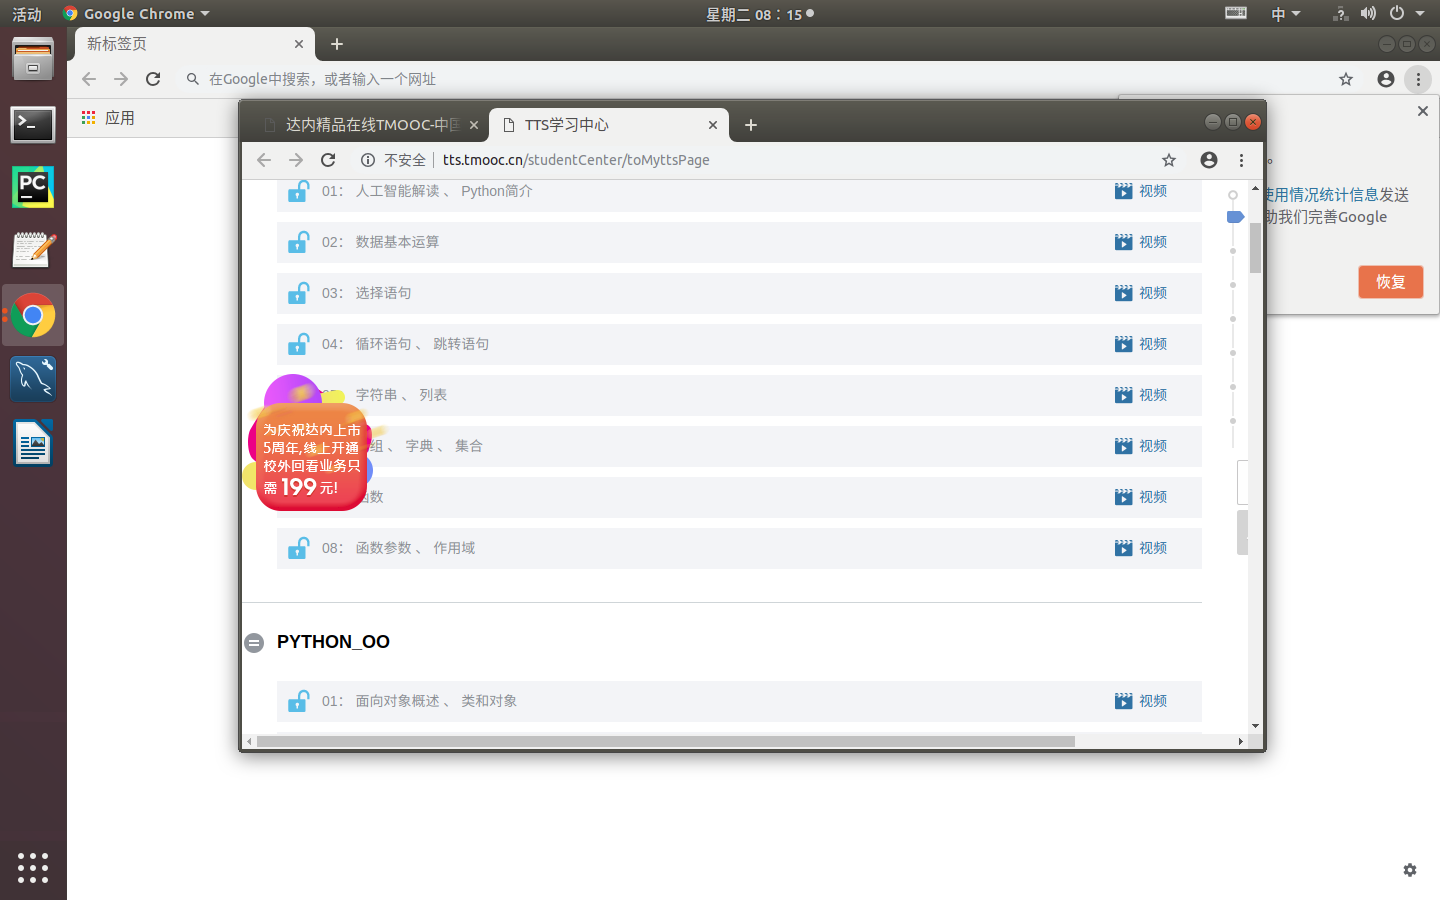 活动
Google Chrome
星期二 08：15
中
新标签页
在Google中搜索，或者输入一个网址
应用
达内精品在线TMOOC-中国
TTS学习中心
不安全
tts.tmooc.cn/studentCenter/toMyttsPage
。
使用情况统计信息发送
助我们完善Google
恢复
01： 人工智能解读 、 Python简介
视频
02： 数据基本运算
视频
03： 选择语句
视频
04： 循环语句 、 跳转语句
视频
字符串 、 列表
视频
组 、 字典 、 集合
视频
函数
视频
08： 函数参数 、 作用域
视频
为庆祝达内上市
5周年,线上开通
校外回看业务只
需 199 元!
PYTHON_OO
01： 面向对象概述 、 类和对象
视频
PC